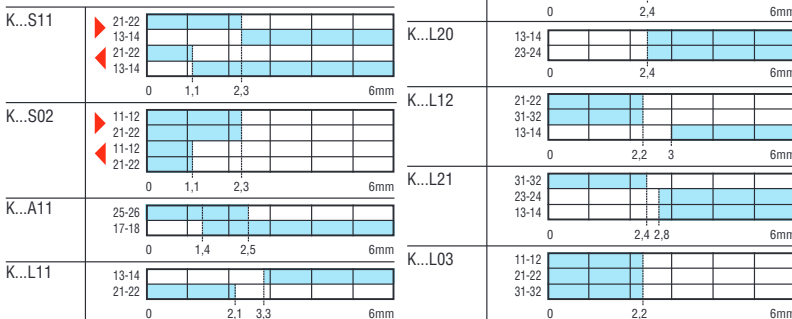 K...S11
21-22
13-14
21-22
13-14
0 1,1 2,3 6mm
K...S02
11-12
21-22
11-12
21-22
0 1,1 2,3 6mm
K...A11
25-26
17-18
0 1,4 2,5 6mm
K...L11
13-14
21-22
0 2,1 3,3 6mm
0 2,4 6mm
K...L20
13-14
23-24
0 2,4 6mm
K...L12
21-22
31-32
13-14
0 2,2 3 6mm
K...L21
31-32
23-24
13-14
0 2,4 2,8 6mm
K...L03
11-12
21-22
31-32
0 2,2 6mm